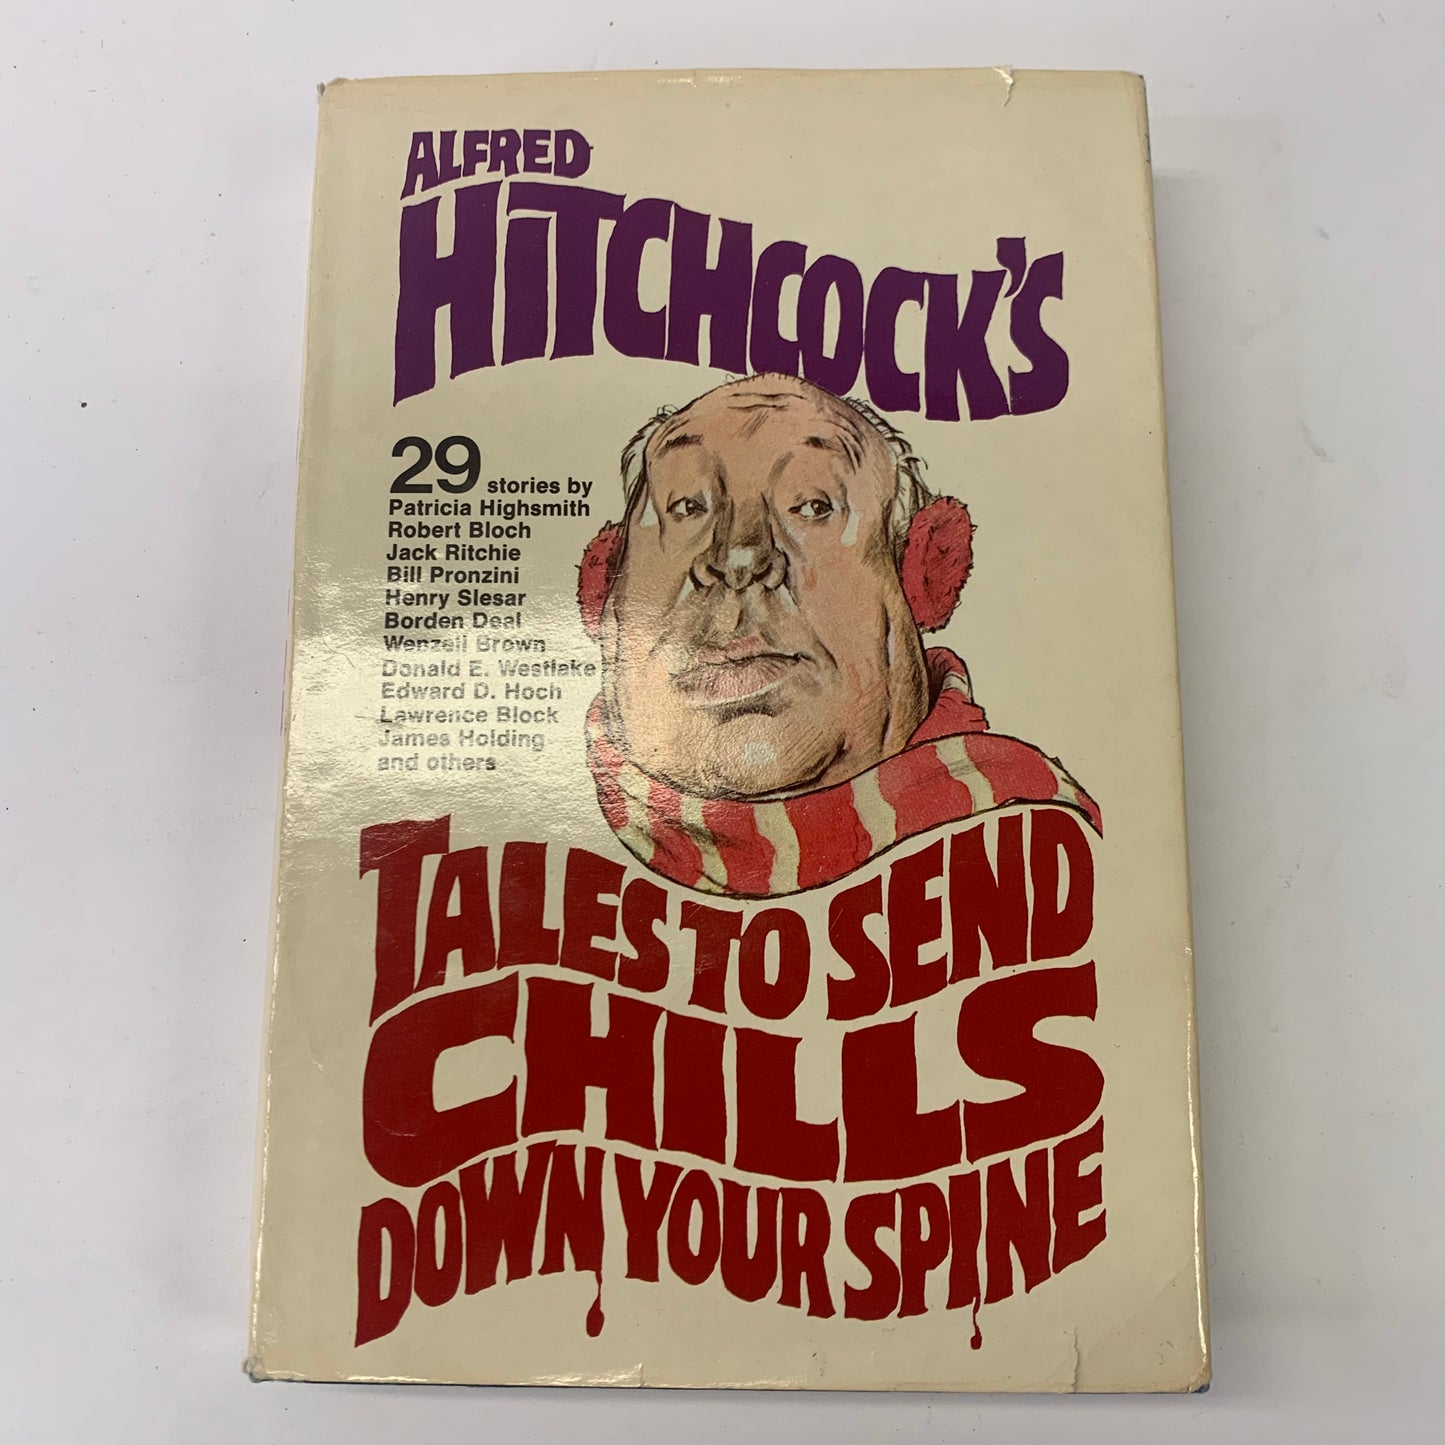 ALFRED
HITCHCOCK'S
29 stories by
Patricia Highsmith
Robert Bloch
Jack Ritchie
Bill Pronzini
Henry Slesar
Borden Deal
Wenzell Brown
Donald E. Westlake
Edward D. Hoch
Lawrence Block
James Holding
and others
TALES TO SEND
CHILLS
DOWN YOUR SPINE